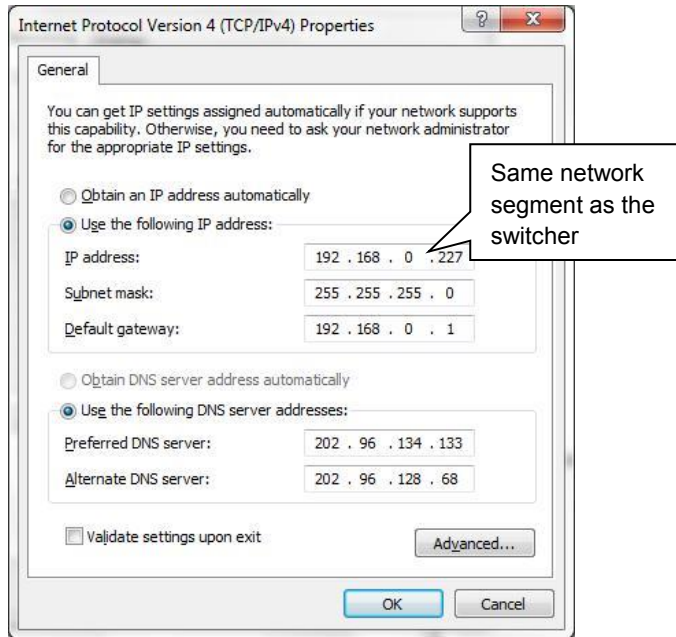 Internet Protocol Version 4 (TCP/IPv4) Properties
General
You can get IP settings assigned automatically if your network supports
this capability. Otherwise, you need to ask your network administrator
for the appropriate IP settings.
Obtain an IP address automatically
Use the following IP address:
IP address: 192 . 168 . 0 . 227
Subnet mask: 255 . 255 . 255 . 0
Default gateway: 192 . 168 . 0 . 1
Same network
segment as the
switcher
Obtain DNS server address automatically
Use the following DNS server addresses:
Preferred DNS server: 202 . 96 . 134 . 133
Alternate DNS server: 202 . 96 . 128 . 68
Validate settings upon exit
Advanced...
OK Cancel